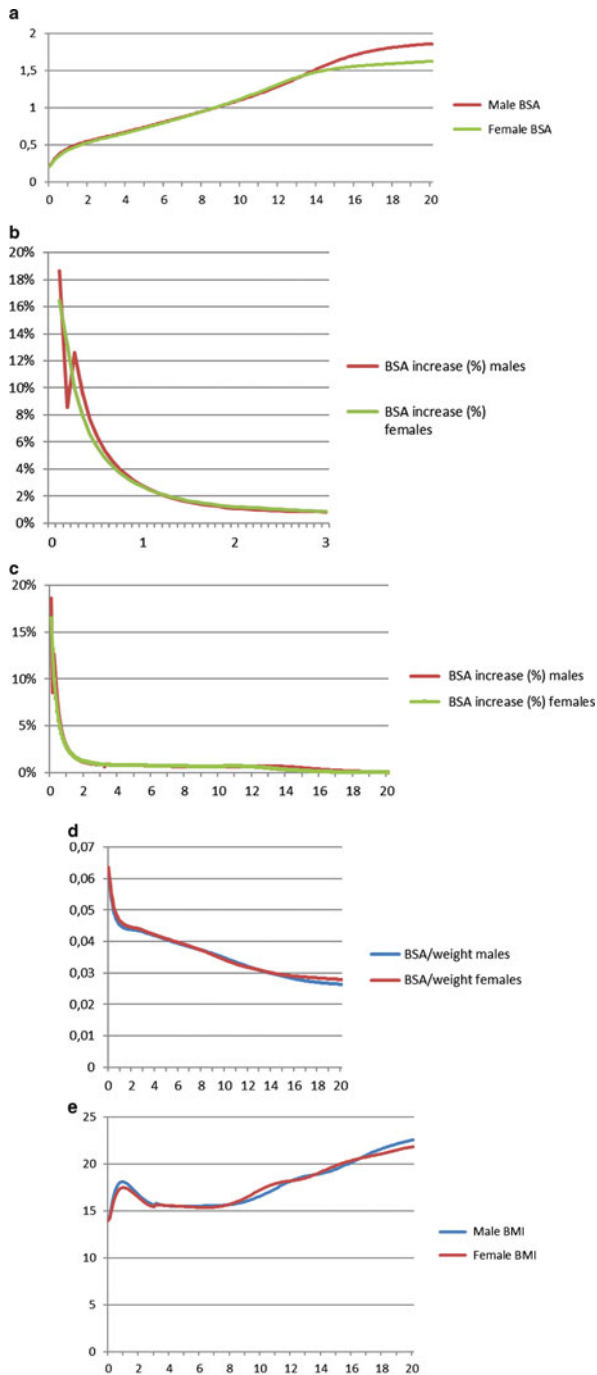 a
2
1,5
1
0,5
0
0 2 4 6 8 10 12 14 16 18 20
Male BSA
Female BSA
b
20%
18%
16%
14%
12%
10%
8%
6%
4%
2%
0%
0 1 2 3
BSA increase (%) males
BSA increase (%)
females
c
20%
15%
10%
5%
0%
0 2 4 6 8 10 12 14 16 18 20
BSA increase (%) males
BSA increase (%) females
d
0,07
0,06
0,05
0,04
0,03
0,02
0,01
0
0 2 4 6 8 10 12 14 16 18 20
BSA/weight males
BSA/weight females
e
25
20
15
10
5
0
0 2 4 6 8 10 12 14 16 18 20
Male BMI
Female BMI